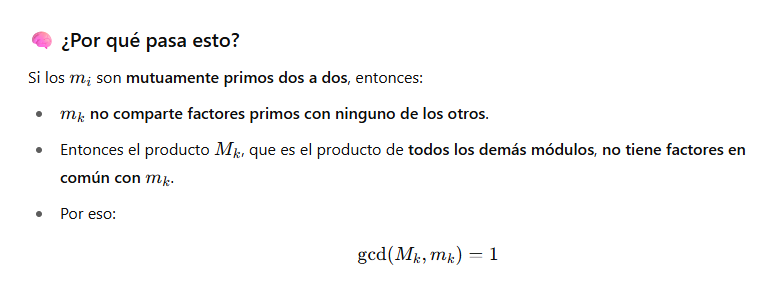 🧠 ¿Por qué pasa esto?
Si los $m_i$ son mutuamente primos dos a dos, entonces:
• $m_k$ no comparte factores primos con ninguno de los otros.
• Entonces el producto $M_k$, que es el producto de todos los demás módulos, no tiene factores en
común con $m_k$.
• Por eso:
$\gcd(M_k, m_k) = 1$